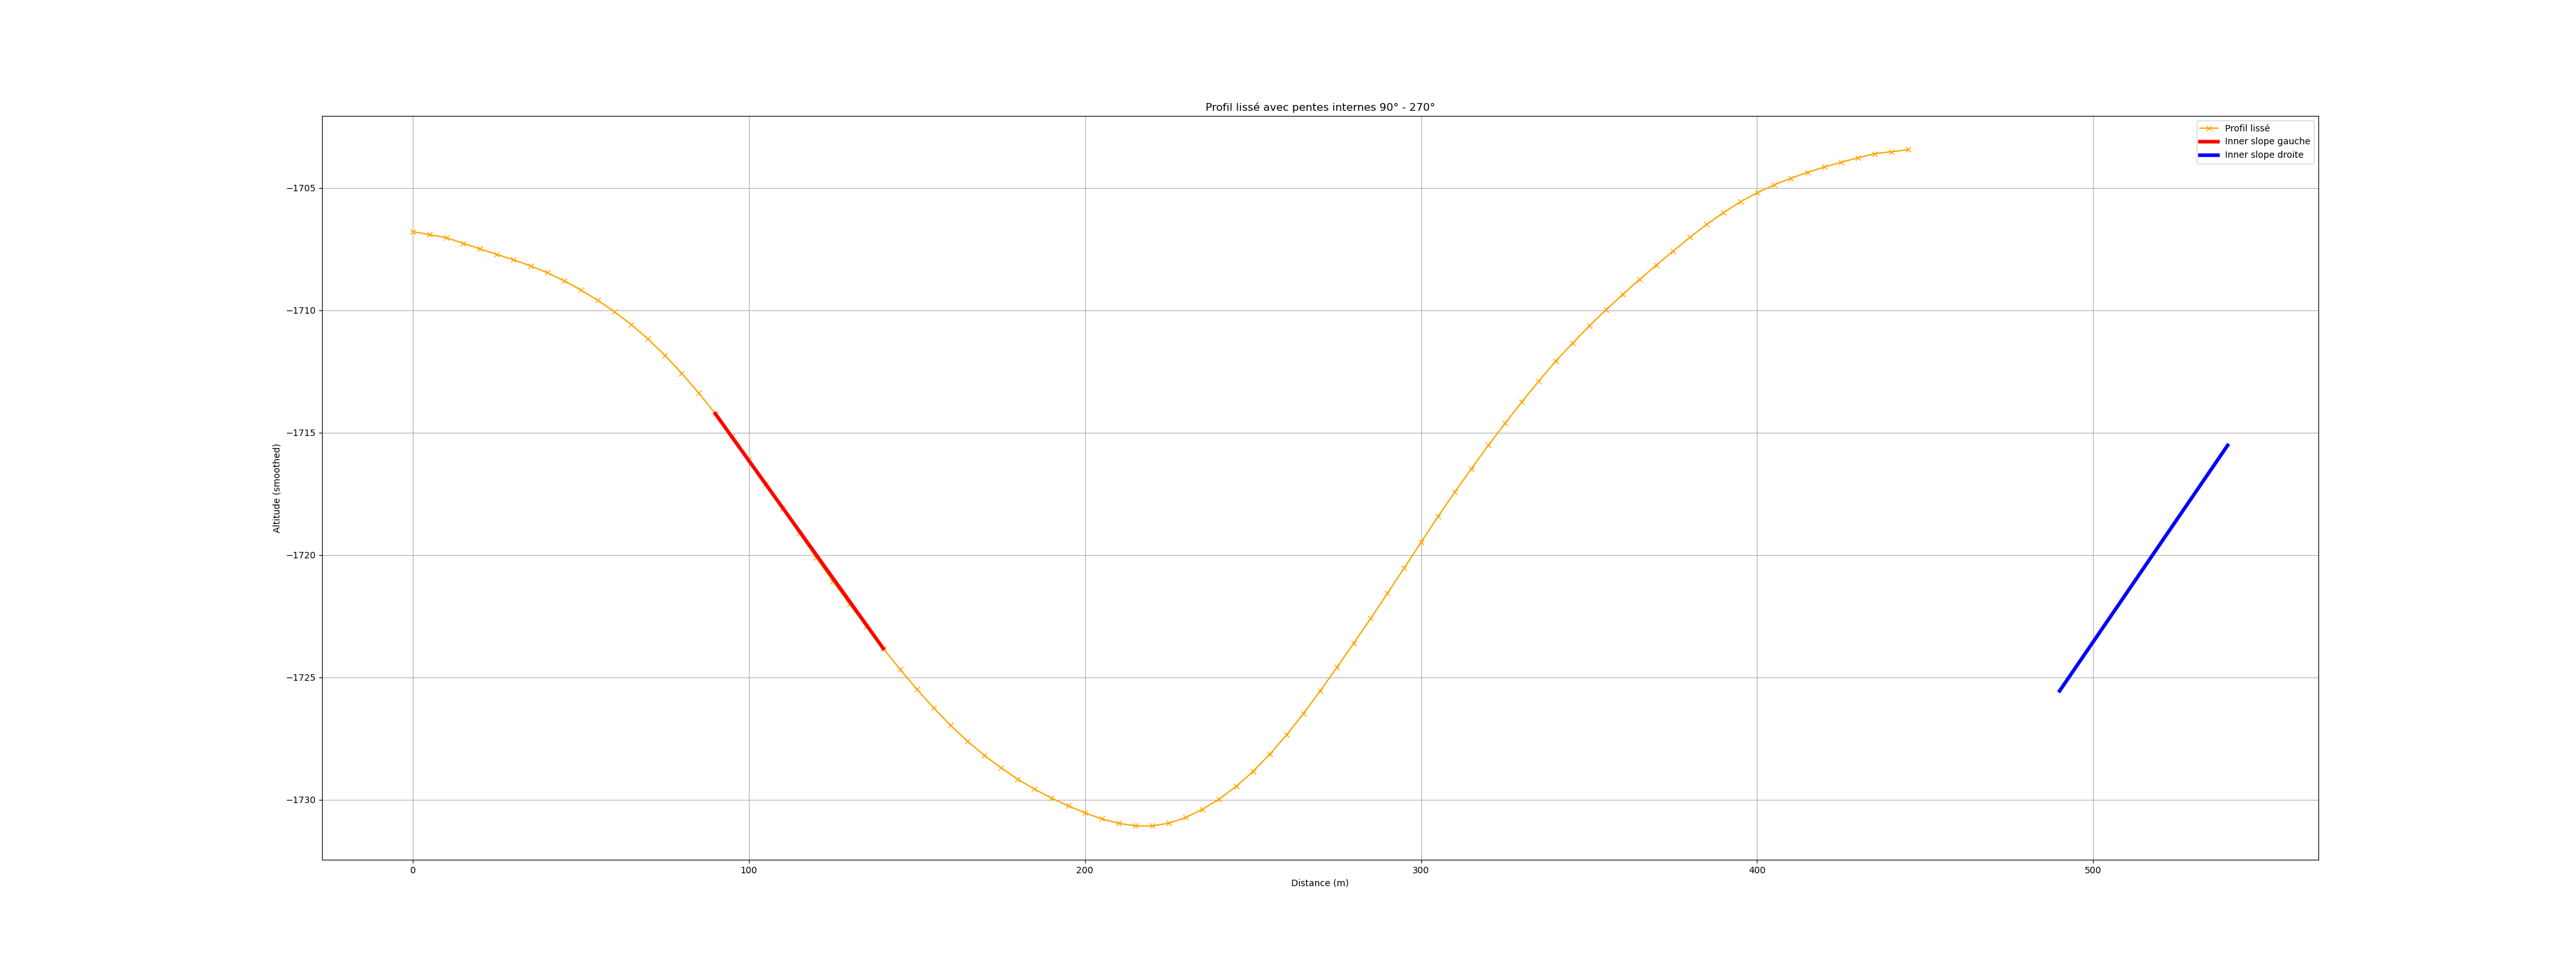 Profil lissé avec pentes internes 90° - 270°
Profil lissé
Inner slope gauche
Inner slope droite
−1705
−1710
−1715
−1720
−1725
−1730
Altitude (smoothed)
0
100
200
300
400
500
Distance (m)